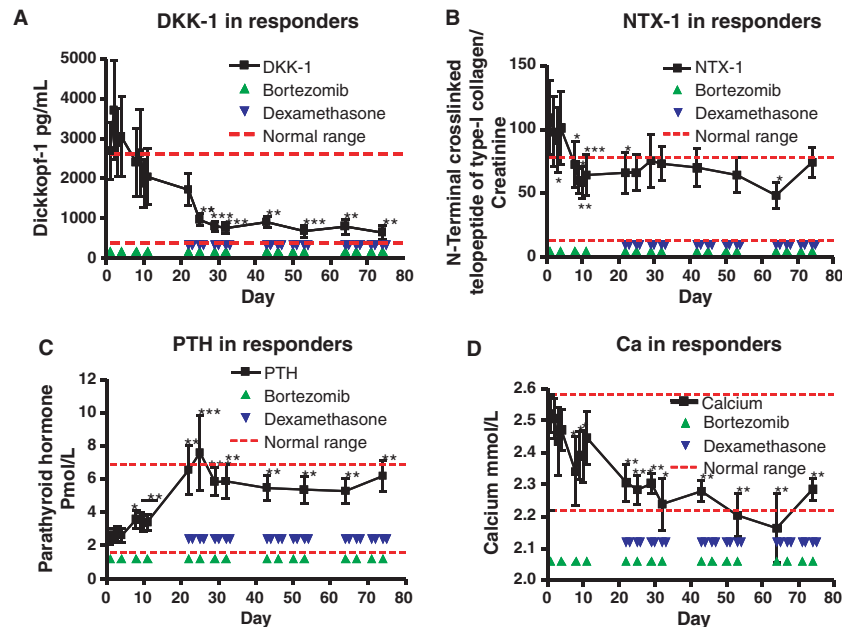 A
DKK-1 in responders
5000
4000
3000
2000
1000
0
Dickkopf-1 pg/mL
DKK-1
Bortezomib
Dexamethasone
Normal range
** *** *** ** *** ** **
0 10 20 30 40 50 60 70 80
Day
B
NTX-1 in responders
150
100
50
0
N-Terminal crosslinked
telopeptide of type-I collagen/
Creatinine
NTX-1
Bortezomib
Dexamethasone
Normal range
* * *** ** * *
0 10 20 30 40 50 60 70 80
Day
C
PTH in responders
12
10
8
6
4
2
0
Parathyroid hormone
Pmol/L
PTH
Bortezomib
Dexamethasone
Normal range
* ** ** *** ** ** ** ** **
0 10 20 30 40 50 60 70 80
Day
D
Ca in responders
2.6
2.5
2.4
2.3
2.2
2.1
2.0
Calcium mmol/L
Calcium
Bortezomib
Dexamethasone
Normal range
** ** ** ** **
0 10 20 30 40 50 60 70 80
Day